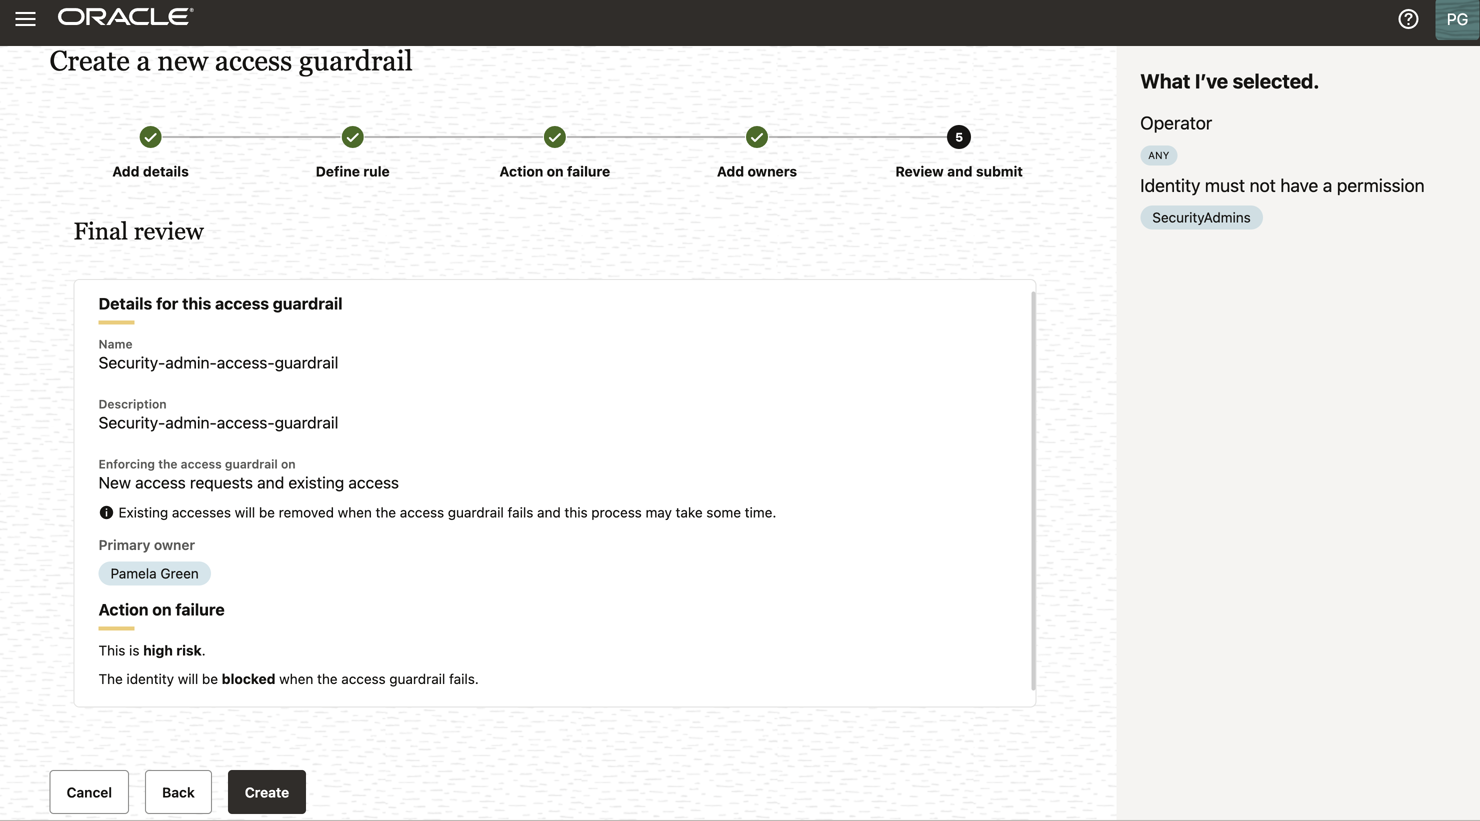 ORACLE
PG
Create a new access guardrail
Add details
Define rule
Action on failure
Add owners
5
Review and submit
Final review
Details for this access guardrail
Name
Security-admin-access-guardrail
Description
Security-admin-access-guardrail
Enforcing the access guardrail on
New access requests and existing access
Existing accesses will be removed when the access guardrail fails and this process may take some time.
Primary owner
Pamela Green
Action on failure
This is high risk.
The identity will be blocked when the access guardrail fails.
Cancel
Back
Create
What I’ve selected.
Operator
ANY
Identity must not have a permission
SecurityAdmins